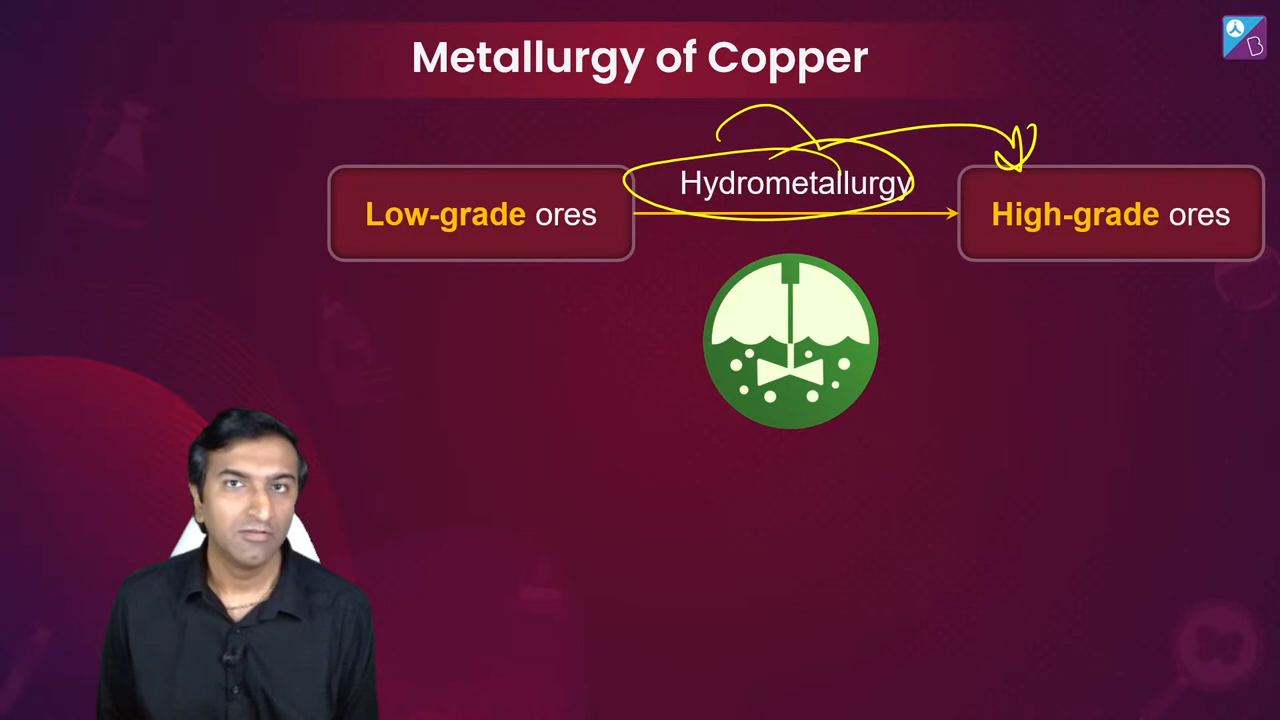 Metallurgy of Copper
Hydrometallurgy
Low-grade ores
High-grade ores
B